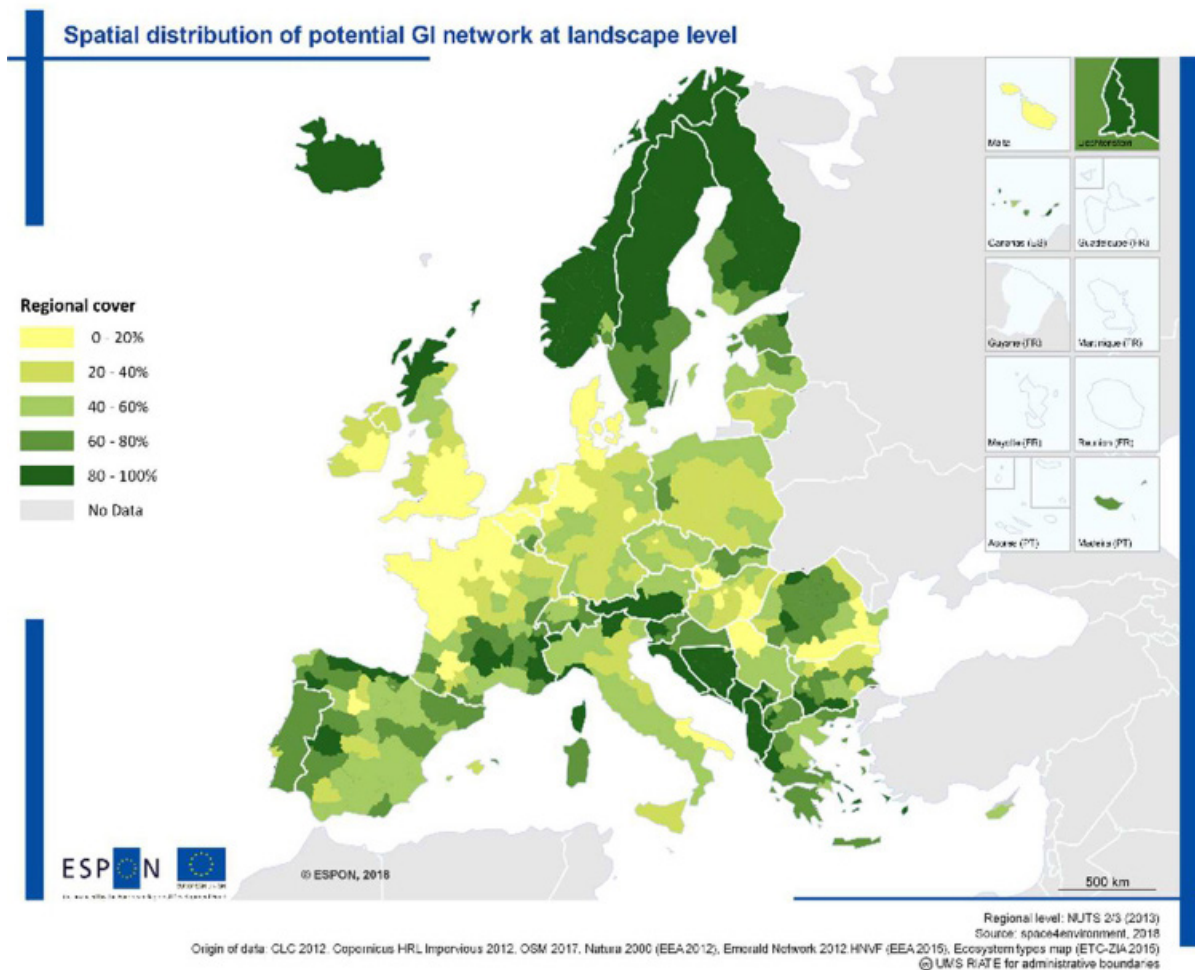 Spatial distribution of potential GI network at landscape level
Regional cover
0 - 20%
20 - 40%
40 - 60%
60 - 80%
80 - 100%
No Data
Malta
Liechtenstein
Canarias (ES)
Guadeloupe (FR)
Guyane (FR)
Martinique (FR)
Mayotte (FR)
Reunion (FR)
Acores (PT)
Madeira (PT)
ESPON
© ESPON, 2018
500 km
Regional level: NUTS 2/3 (2013)
Source: space4environment, 2018
Origin of data: CLC 2012, Copernicus HRL Impervious 2012, OSM 2017, Natura 2000 (EEA 2012), Emerald Network 2012 HNVF (EEA 2015), Ecosystem types map (ETC-ZIA 2015)
UMS RIATE for administrative boundaries